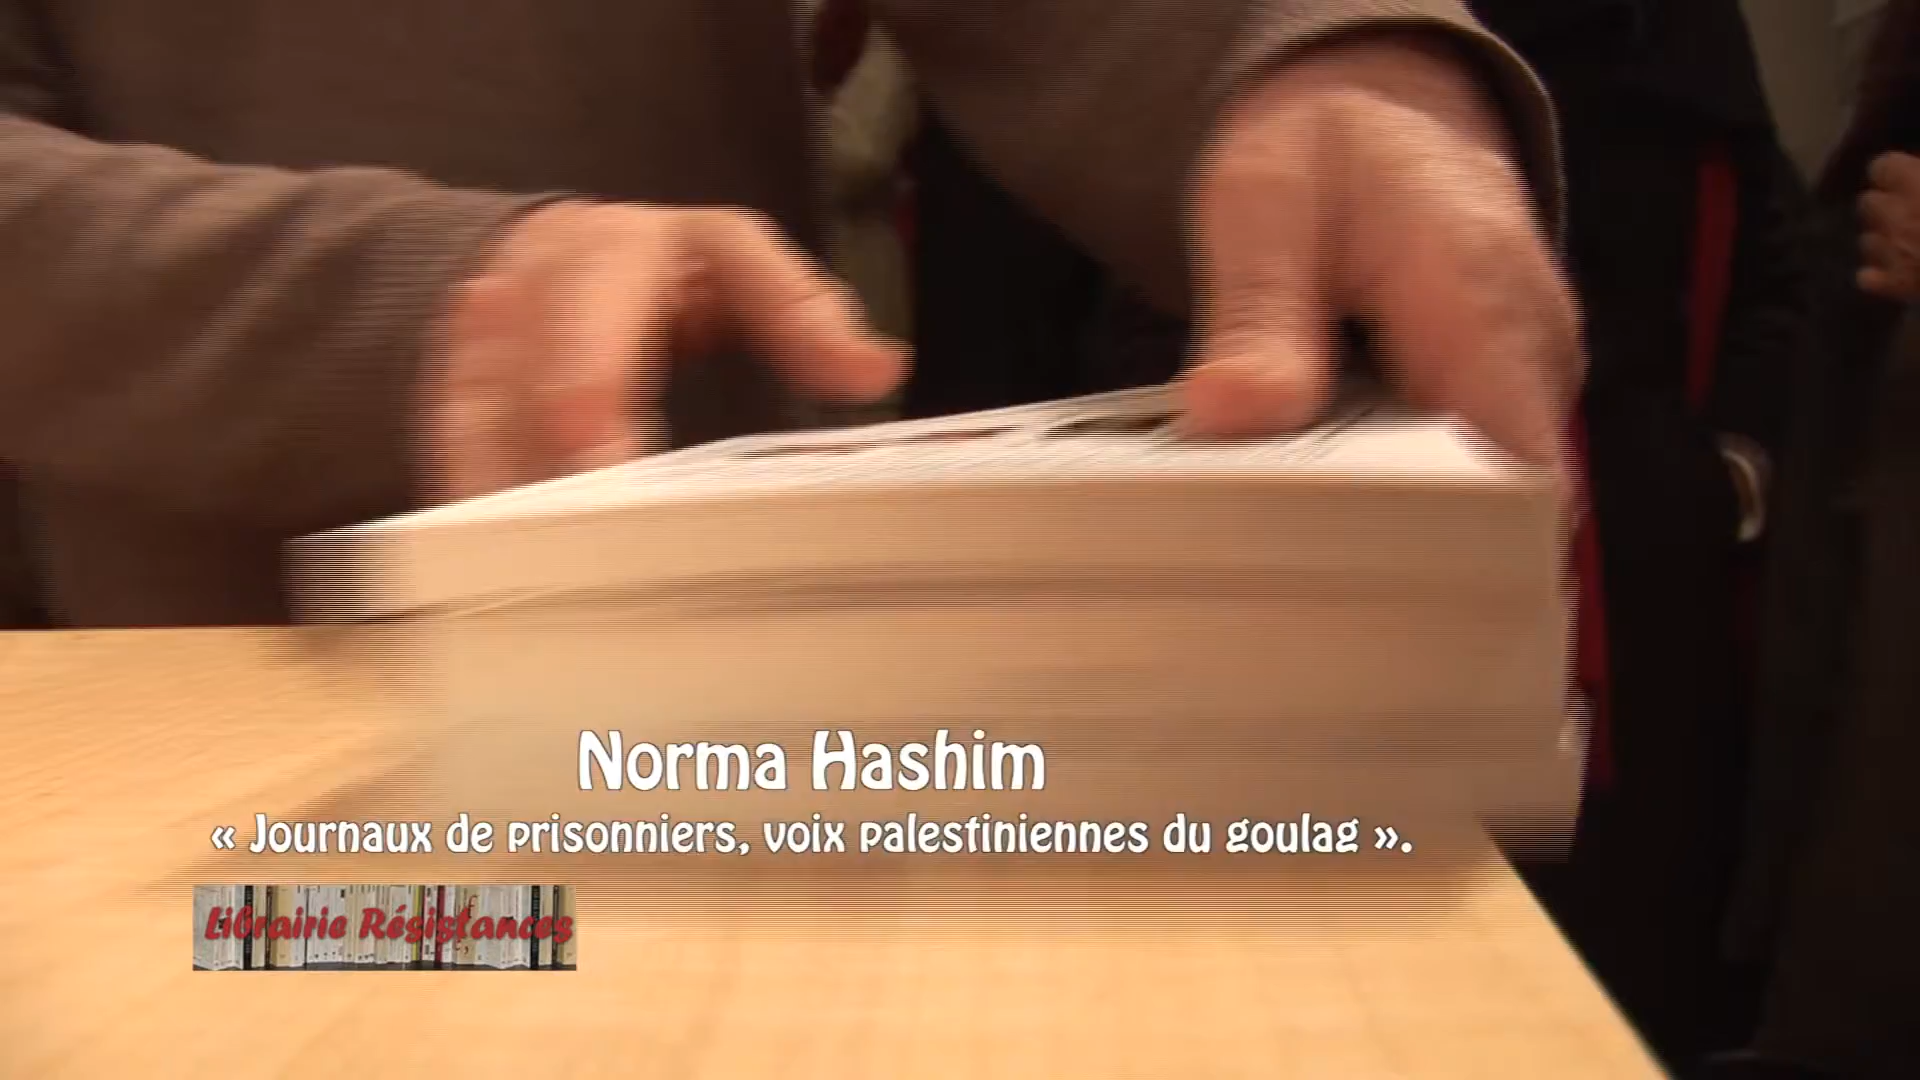 Norma Hashim
« Journaux de prisonniers, voix palestiniennes du goulag ».
Librairie Résistances